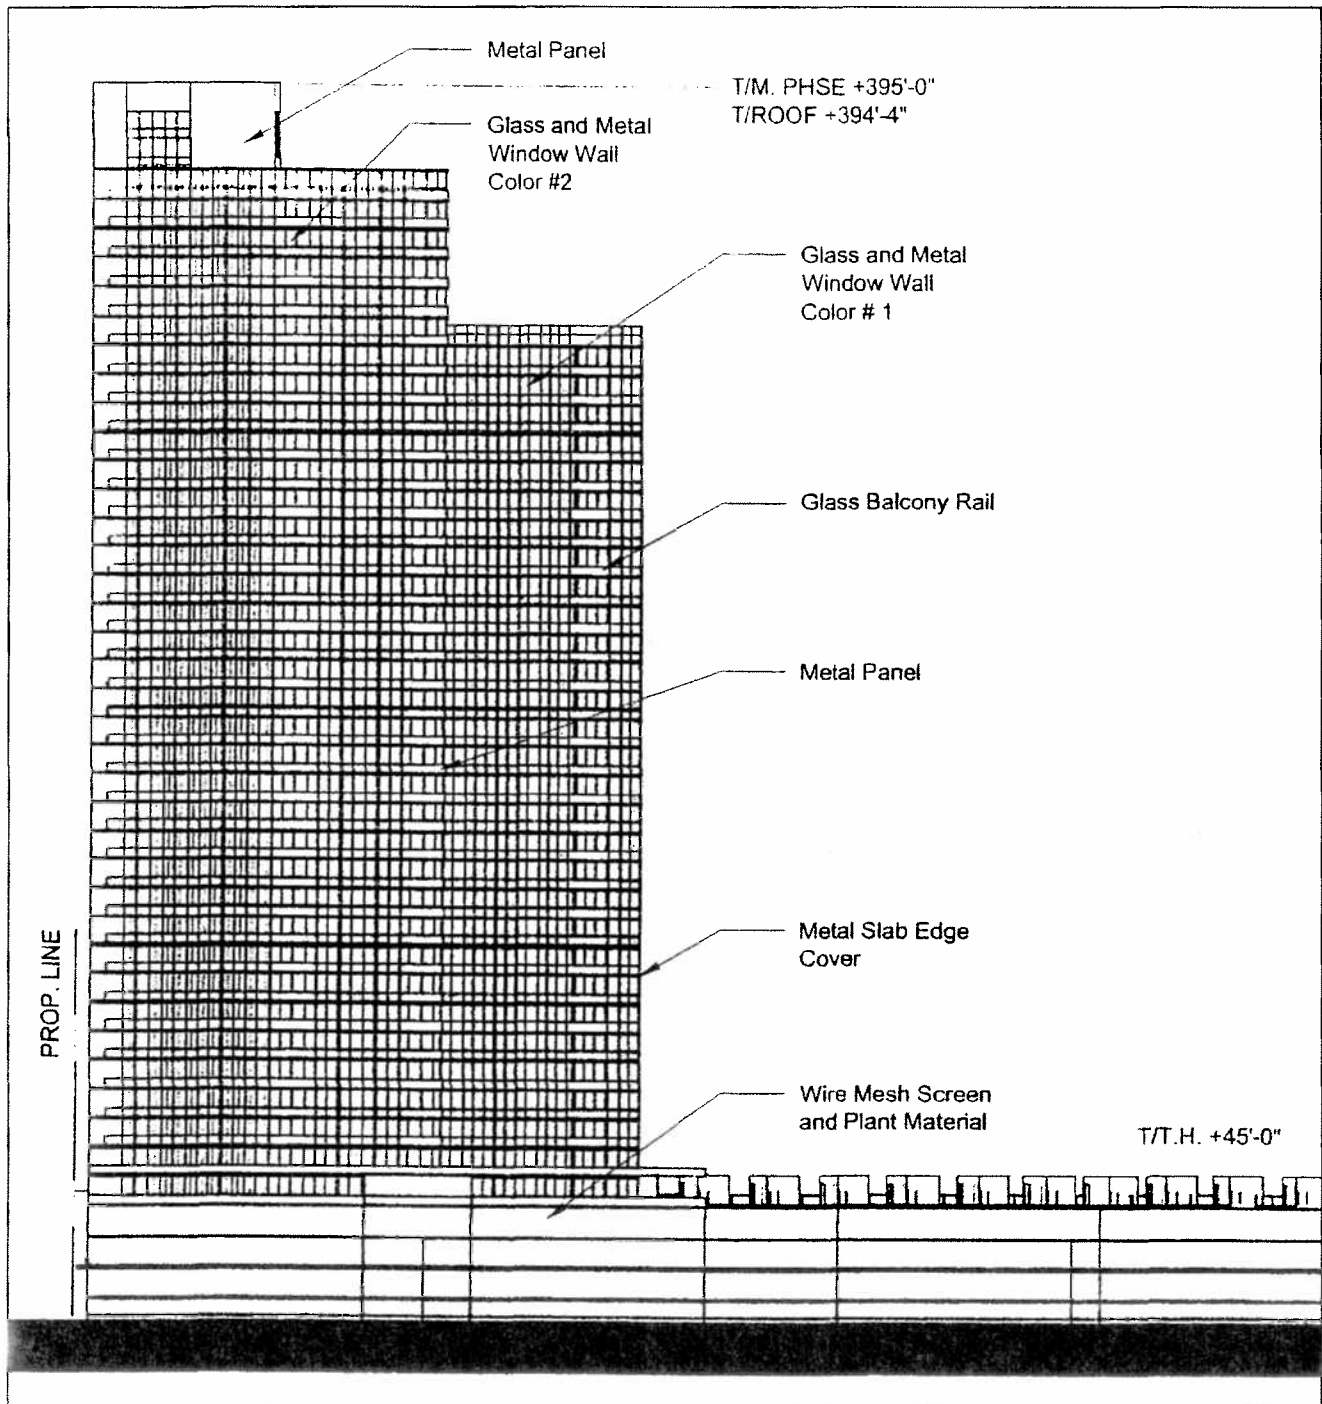 Metal Panel
T/M. PHSE +395'-0"
T/ROOF +394'-4"
Glass and Metal
Window Wall
Color #2
Glass and Metal
Window Wall
Color # 1
Glass Balcony Rail
Metal Panel
Metal Slab Edge
Cover
PROP. LINE
Wire Mesh Screen
and Plant Material
T/T.H. +45'-0"